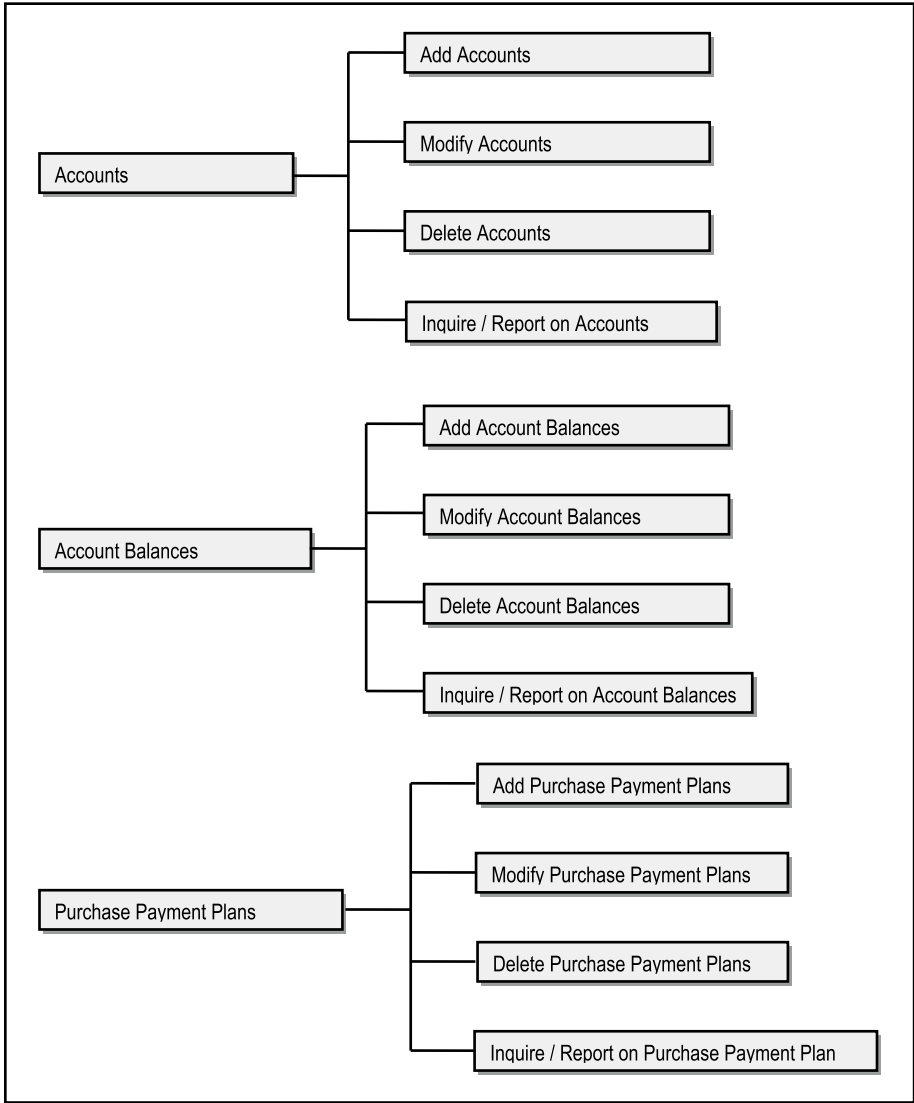 Add Accounts
Modify Accounts
Accounts
Delete Accounts
Inquire / Report on Accounts
Add Account Balances
Modify Account Balances
Account Balances
Delete Account Balances
Inquire / Report on Account Balances
Add Purchase Payment Plans
Modify Purchase Payment Plans
Purchase Payment Plans
Delete Purchase Payment Plans
Inquire / Report on Purchase Payment Plan